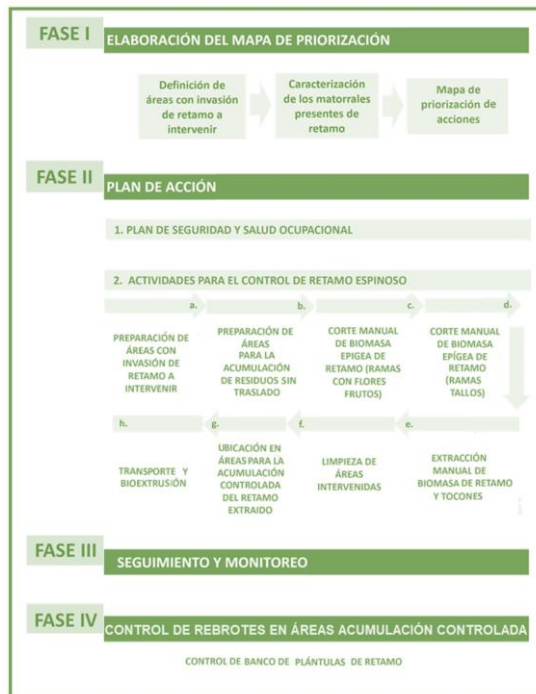 FASE I
ELABORACIÓN DEL MAPA DE PRIORIZACIÓN
Definición de
áreas con invasión
de retamo a
intervenir
Caracterización
de los matorrales
presentes de
retamo
Mapa de
priorización de
acciones
FASE II
PLAN DE ACCIÓN
1. PLAN DE SEGURIDAD Y SALUD OCUPACIONAL
2. ACTIVIDADES PARA EL CONTROL DE RETAMO ESPINOSO
a.
PREPARACIÓN DE
ÁREAS CON
INVASIÓN DE
RETAMO A
INTERVENIR
b.
PREPARACIÓN DE
ÁREAS
PARA LA
ACUMULACIÓN
DE RESIDUOS SIN
TRASLADO
c.
CORTE MANUAL
DE BIOMASA
EPIGEA DE
RETAMO (RAMAS
CON FLORES
FRUTOS)
d.
CORTE MANUAL
DE BIOMASA
EPÍGEA DE
RETAMO
(RAMAS
TALLOS)
e.
EXTRACCIÓN
MANUAL DE
BIOMASA DE RETAMO
Y TOCONES
f.
LIMPIEZA DE
ÁREAS
INTERVENIDAS
g.
UBICACIÓN EN
ÁREAS PARA LA
ACUMULACIÓN
CONTROLADA
DEL RETAMO
EXTRAIDO
h.
TRANSPORTE Y
BIOEXTRUSIÓN
FASE III
SEGUIMIENTO Y MONITOREO
FASE IV
CONTROL DE REBROTES EN ÁREAS ACUMULACIÓN CONTROLADA
CONTROL DE BANCO DE PLÁNTULAS DE RETAMO